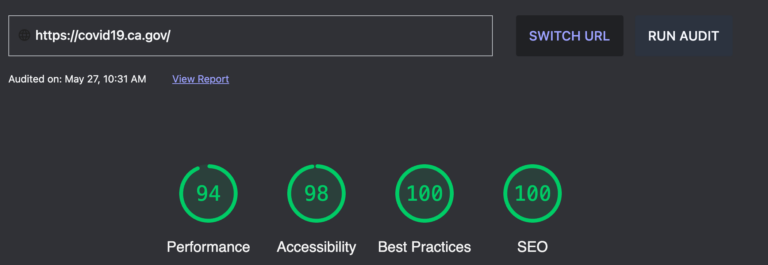 https://covid19.ca.gov/
SWITCH URL
RUN AUDIT
Audited on: May 27, 10:31 AM
View Report
94
98
100
100
Performance
Accessibility
Best Practices
SEO